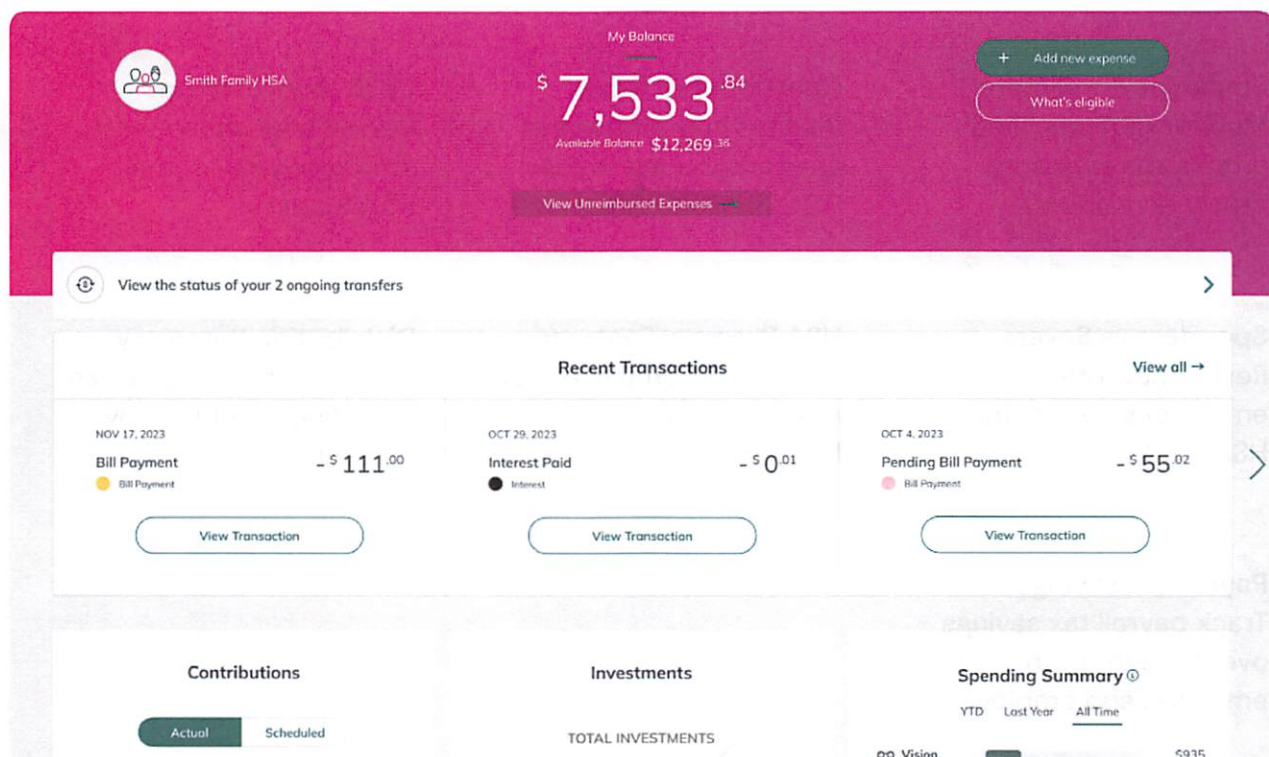 My Balance
Smith Family HSA
$ 7,533.84
Available Balance $12,269.36
+ Add new expense
What's eligible
View Unreimbursed Expenses →
View the status of your 2 ongoing transfers
Recent Transactions
View all →
NOV 17, 2023
Bill Payment
- $ 111.00
Bill Payment
View Transaction
OCT 29, 2023
Interest Paid
- $ 0.01
Interest
View Transaction
OCT 4, 2023
Pending Bill Payment
- $ 55.02
Bill Payment
View Transaction
Track payroll tax savings
Contributions
Actual
Scheduled
Investments
TOTAL INVESTMENTS
Spending Summary
YTD
Last Year
All Time
Vision
$935